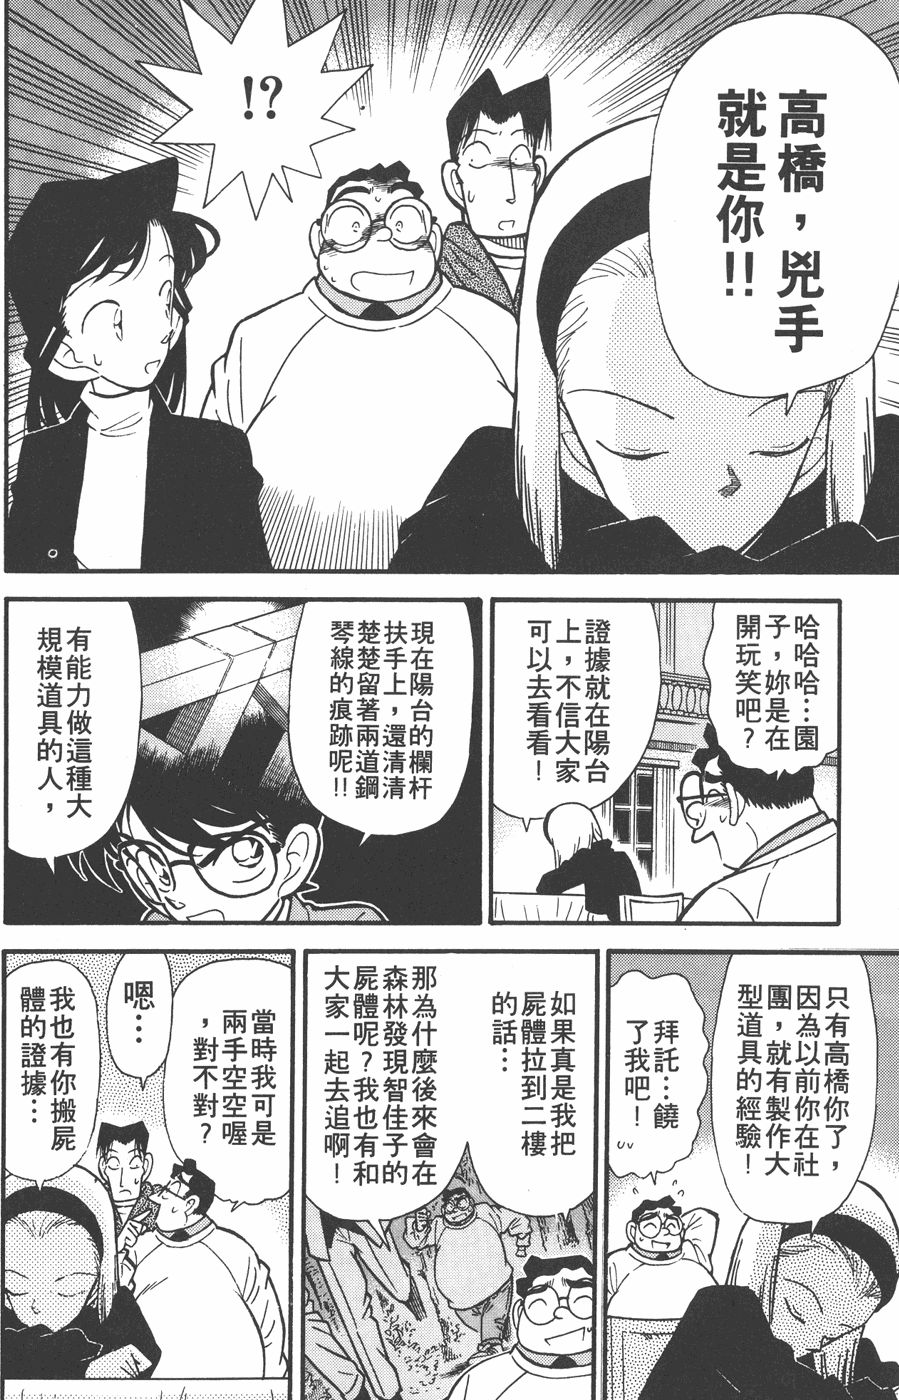 高橋，兇手
就是你!!
!?
哈哈哈…園
子，妳是在
開玩笑吧？
證據就在陽台
上，不信大家
可以去看看！
現在陽台的欄杆
扶手上，還清清
楚楚留著兩道鋼
琴線的痕跡呢!!
有能力做這種大
規模道具的人，
只有高橋你了，
因為以前你在社
團，就有製作大
型道具的經驗！
拜託…饒
了我吧！
如果真是我把
屍體拉到二樓
的話…
那為什麼後來會在
森林發現智佳子的
屍體呢？我也有和
大家一起去追啊！
當時我可是
兩手空空喔
，對不對？
嗯…
我也有你搬屍
體的證據…